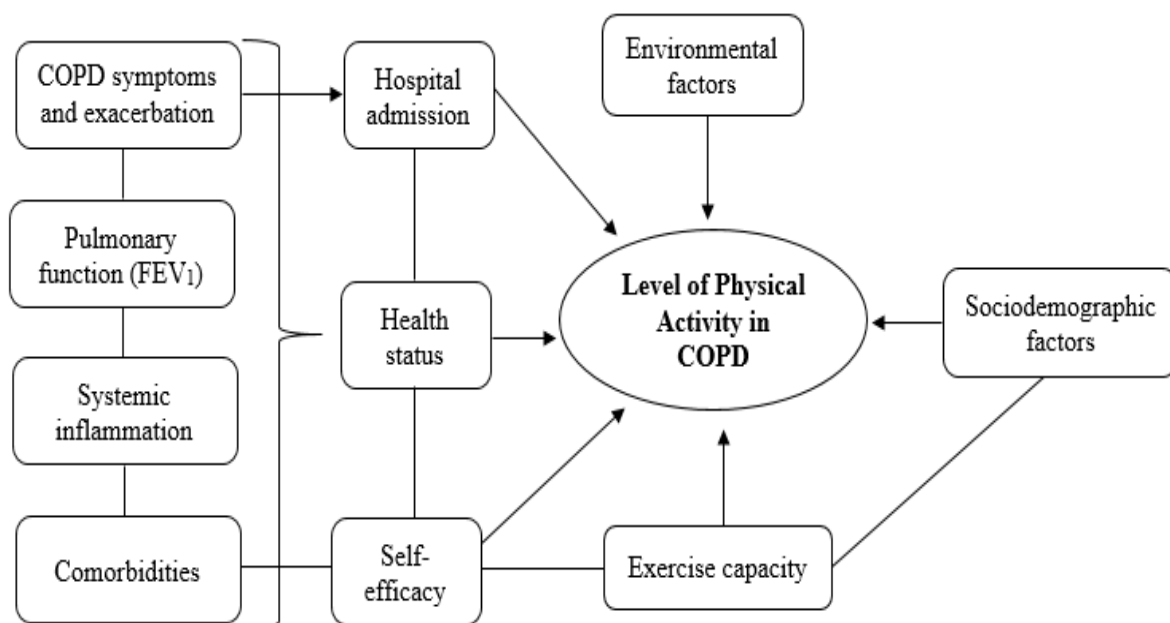 COPD symptoms
and exacerbation
Hospital
admission
Environmental
factors
Pulmonary
function (FEV₁)
Health
status
Level of Physical
Activity in
COPD
Sociodemographic
factors
Systemic
inflammation
Comorbidities
Self-
efficacy
Exercise capacity